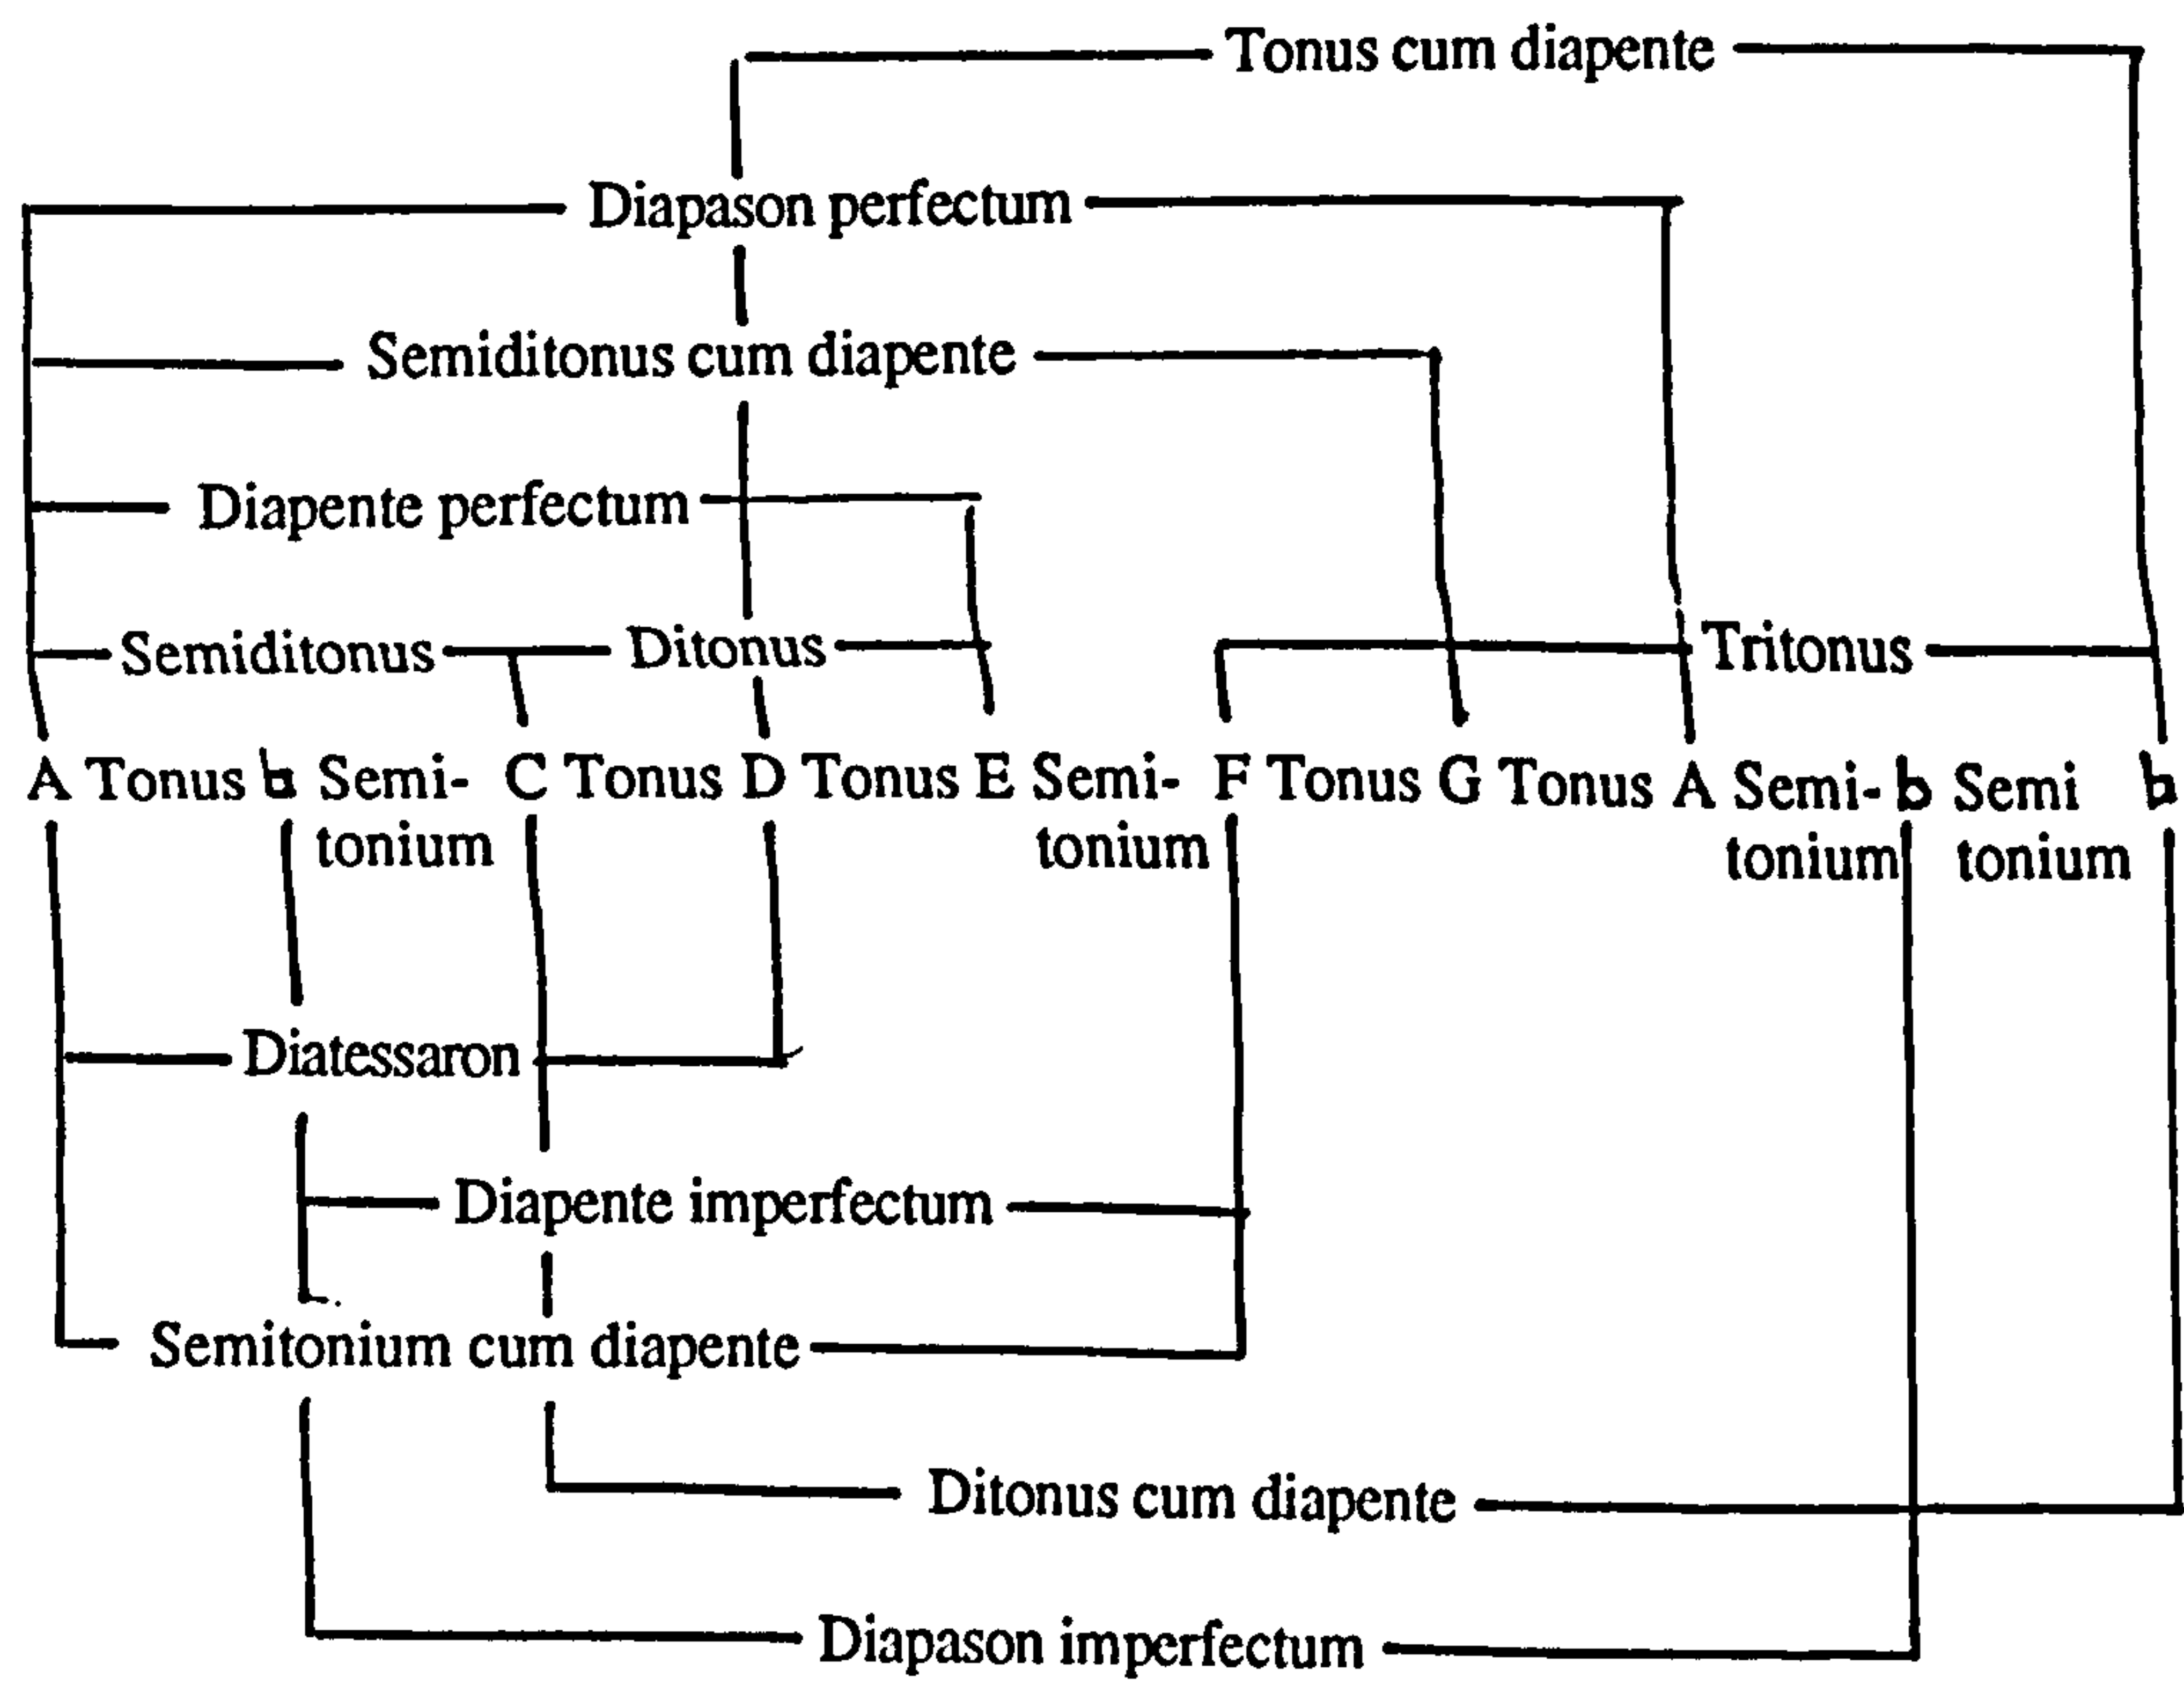 Tonus cum diapente
Diapason perfectum
Semiditonus cum diapente
Diapente perfectum
Semiditonus Ditonus Tritonus
A Tonus ♮ Semi- C Tonus D Tonus E Semi- F Tonus G Tonus A Semi- b Semi ♮
tonium tonium tonium tonium
Diatessaron
Diapente imperfectum
Semitonium cum diapente
Ditonus cum diapente
Diapason imperfectum